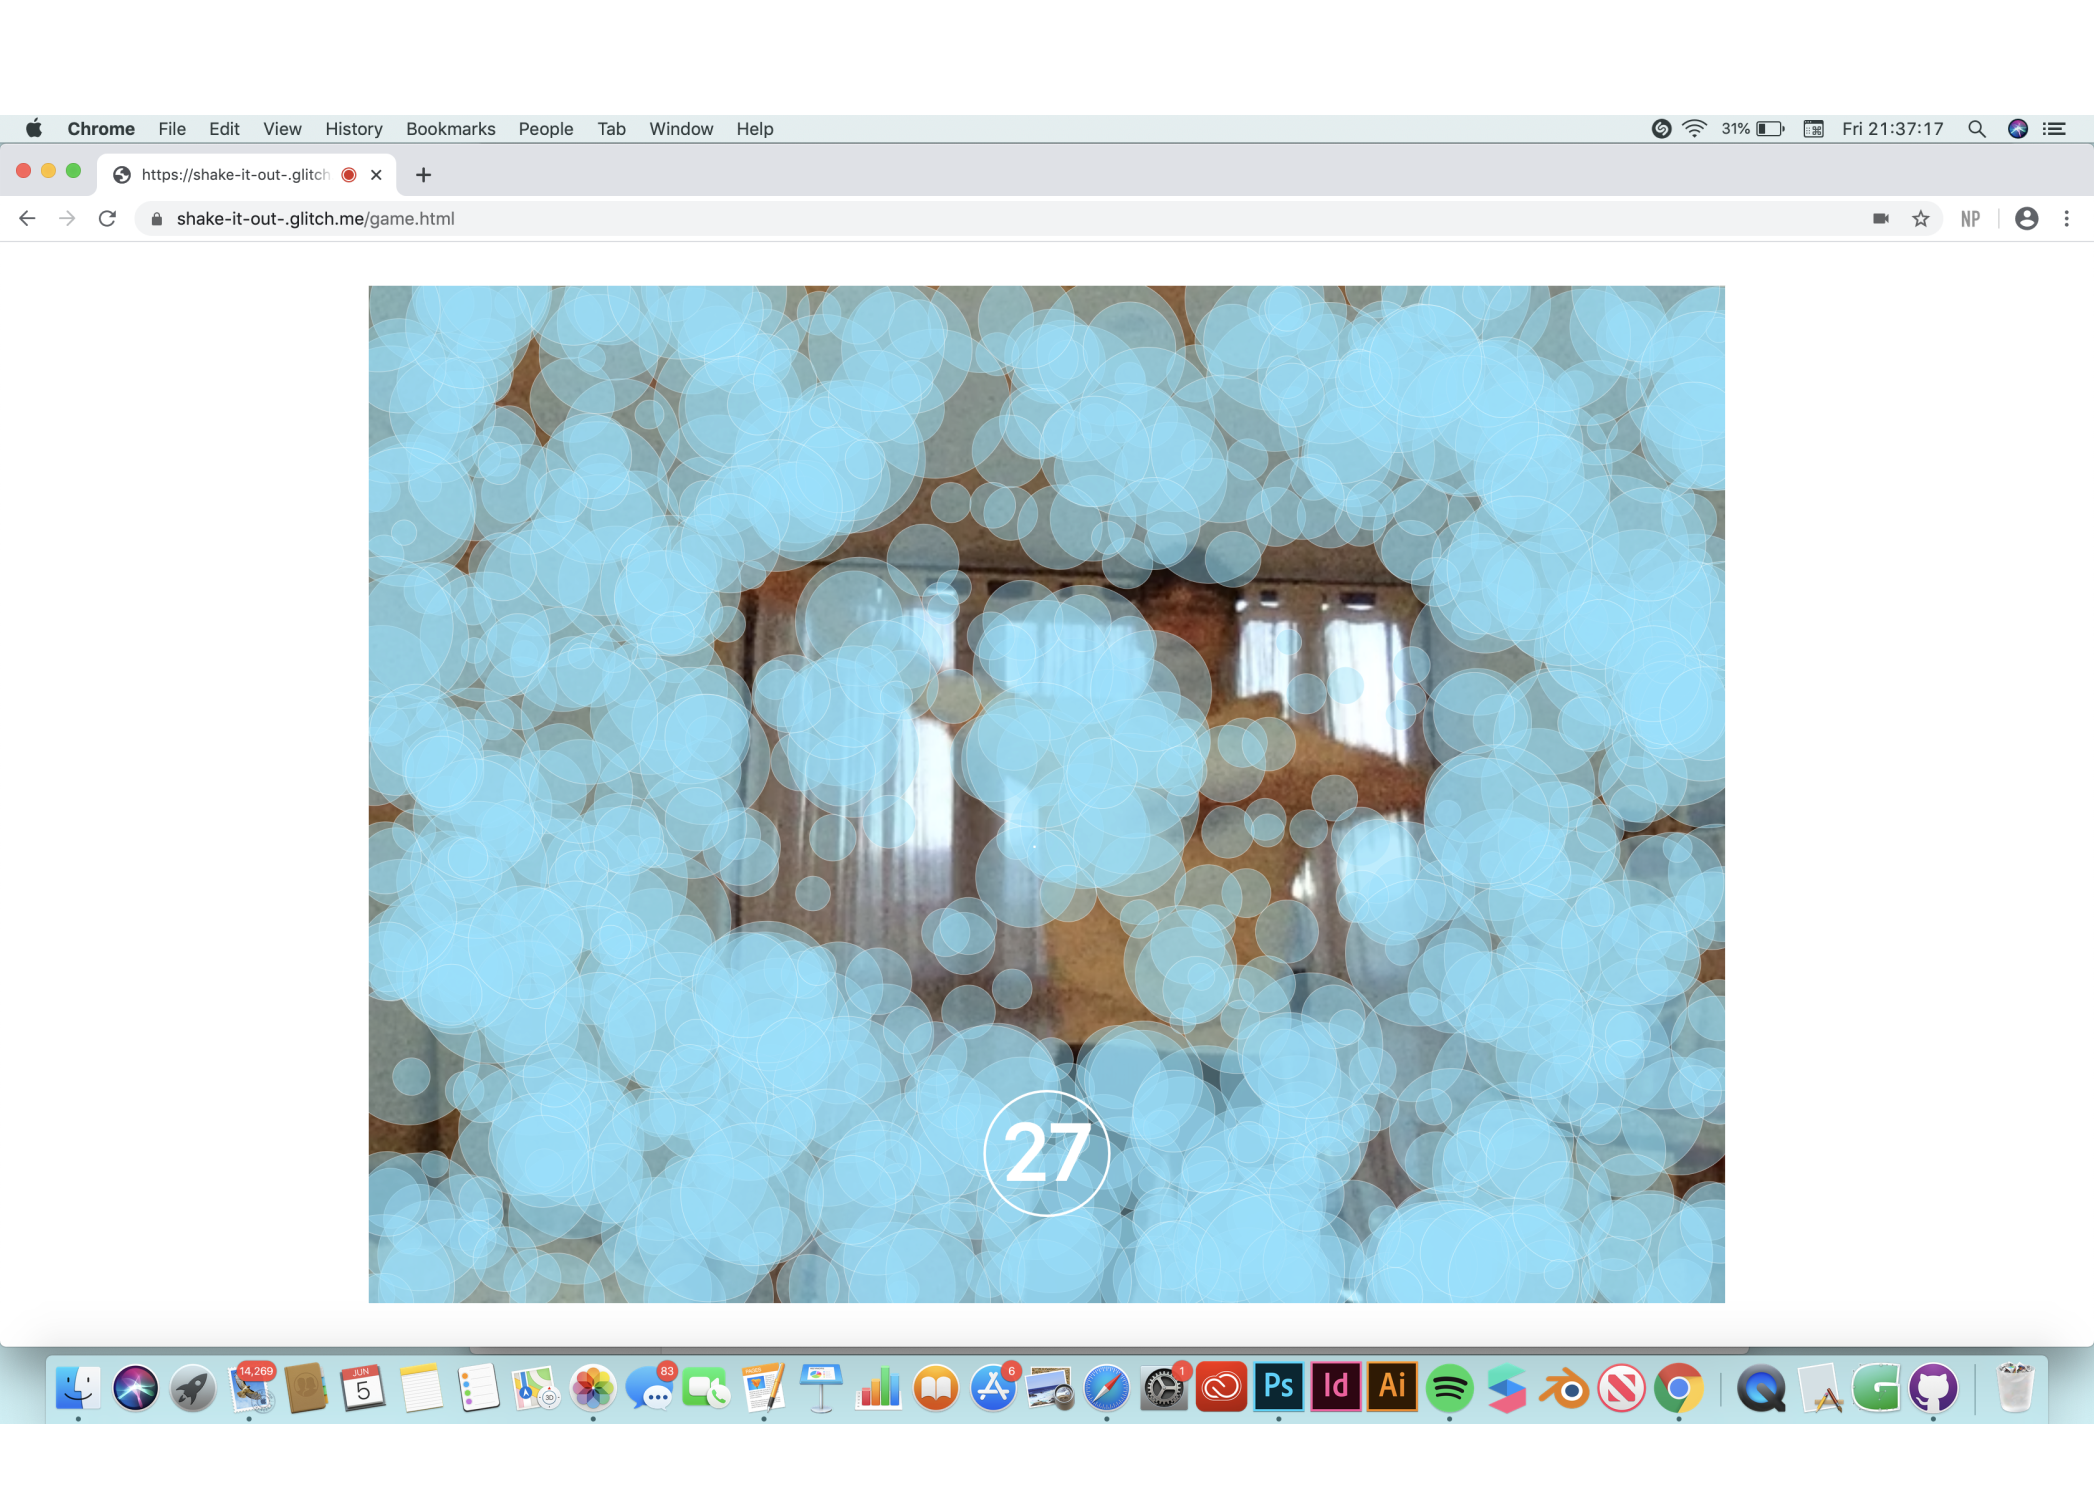 Chrome File Edit View History Bookmarks People Tab Window Help 31% Fri 21:37:17
https://shake-it-out-.glitch
shake-it-out-.glitch.me/game.html NP
27
14,269 JUN 5 3D 83 PAGES 6 1 Ps Id Ai